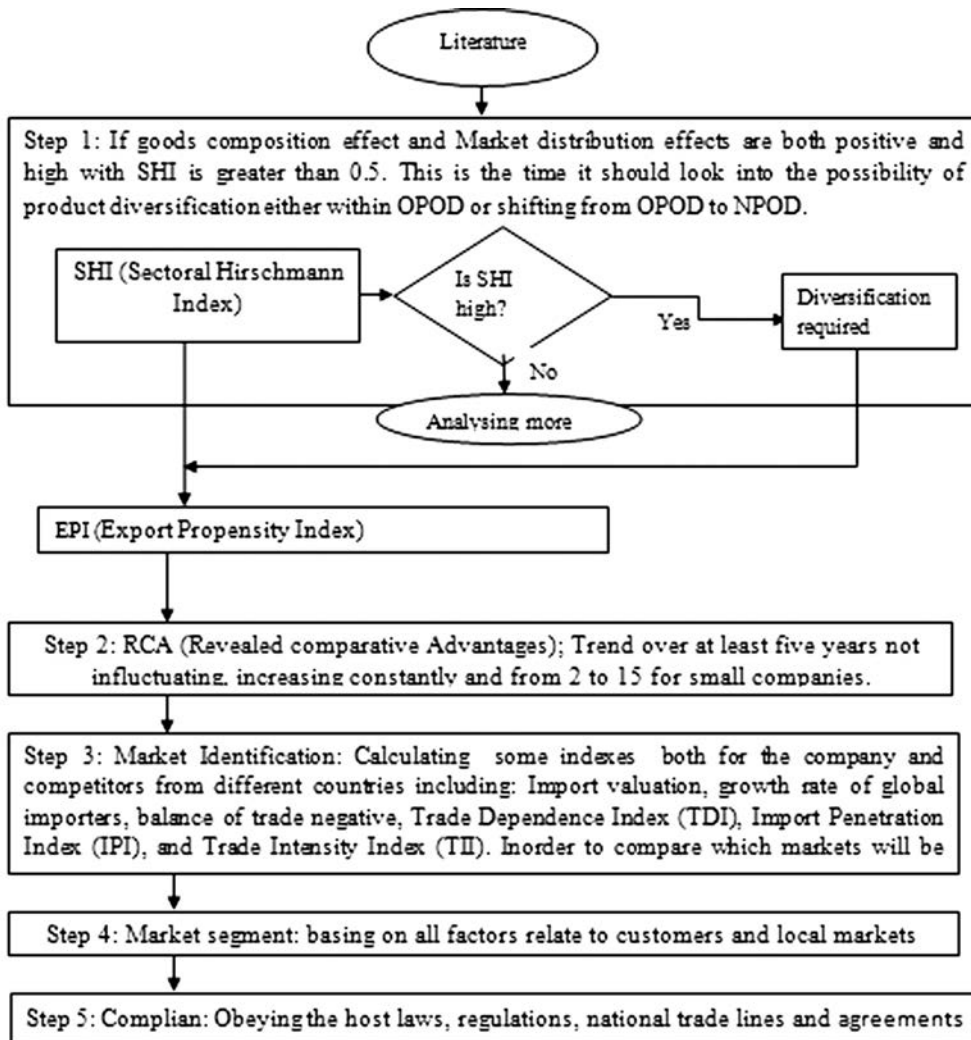 Literature
Step 1: If goods composition effect and Market distribution effects are both positive and
high with SHI is greater than 0.5. This is the time it should look into the possibility of
product diversification either within OPOD or shifting from OPOD to NPOD.
SHI (Sectoral Hirschmann
Index)
Is SHI
high?
Yes
Diversification
required
No
Analysing more
EPI (Export Propensity Index)
Step 2: RCA (Revealed comparative Advantages); Trend over at least five years not
influctuating, increasing constantly and from 2 to 15 for small companies.
Step 3: Market Identification: Calculating some indexes both for the company and
competitors from different countries including: Import valuation, growth rate of global
importers, balance of trade negative, Trade Dependence Index (TDI), Import Penetration
Index (IPI), and Trade Intensity Index (TII). Inorder to compare which markets will be
Step 4: Market segment: basing on all factors relate to customers and local markets
Step 5: Complian: Obeying the host laws, regulations, national trade lines and agreements